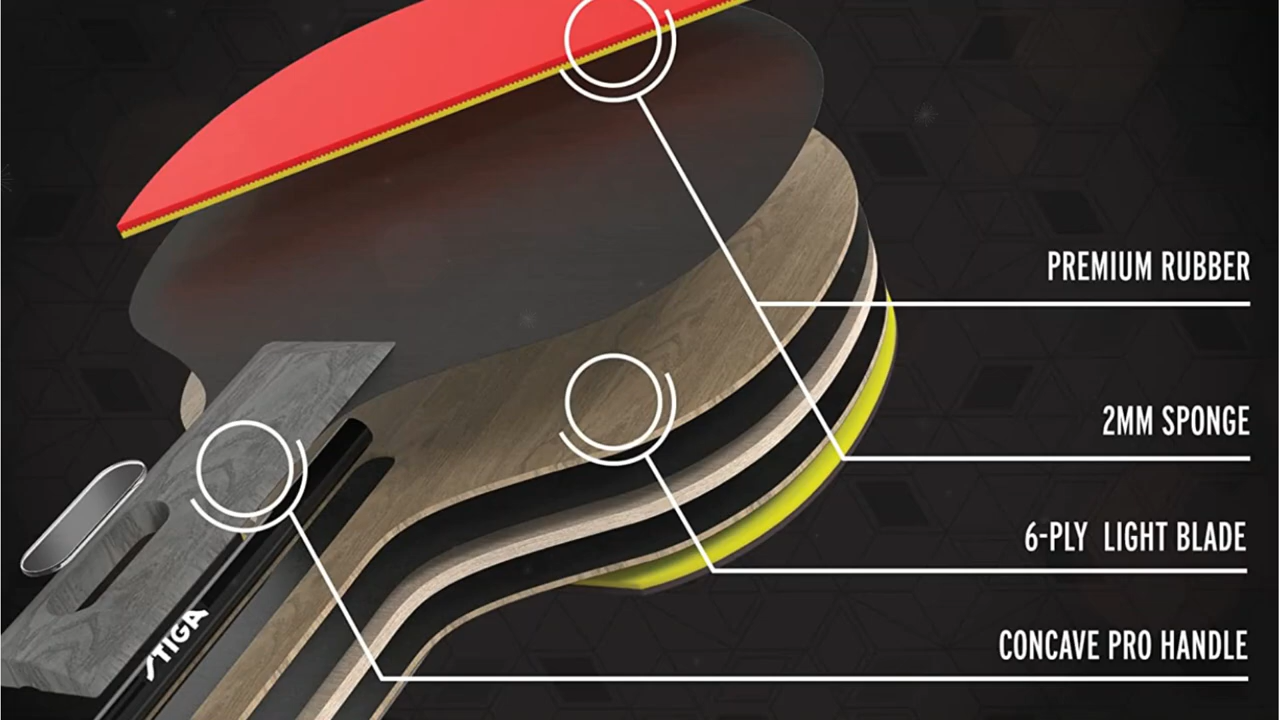 PREMIUM RUBBER
2MM SPONGE
6-PLY LIGHT BLADE
CONCAVE PRO HANDLE
STIGA